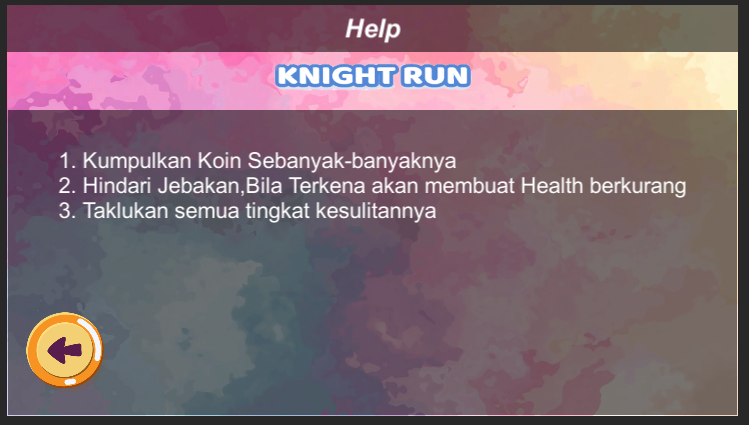 Help
KNIGHT RUN
1. Kumpulkan Koin Sebanyak-banyaknya
2. Hindari Jebakan,Bila Terkena akan membuat Health berkurang
3. Taklukan semua tingkat kesulitannya